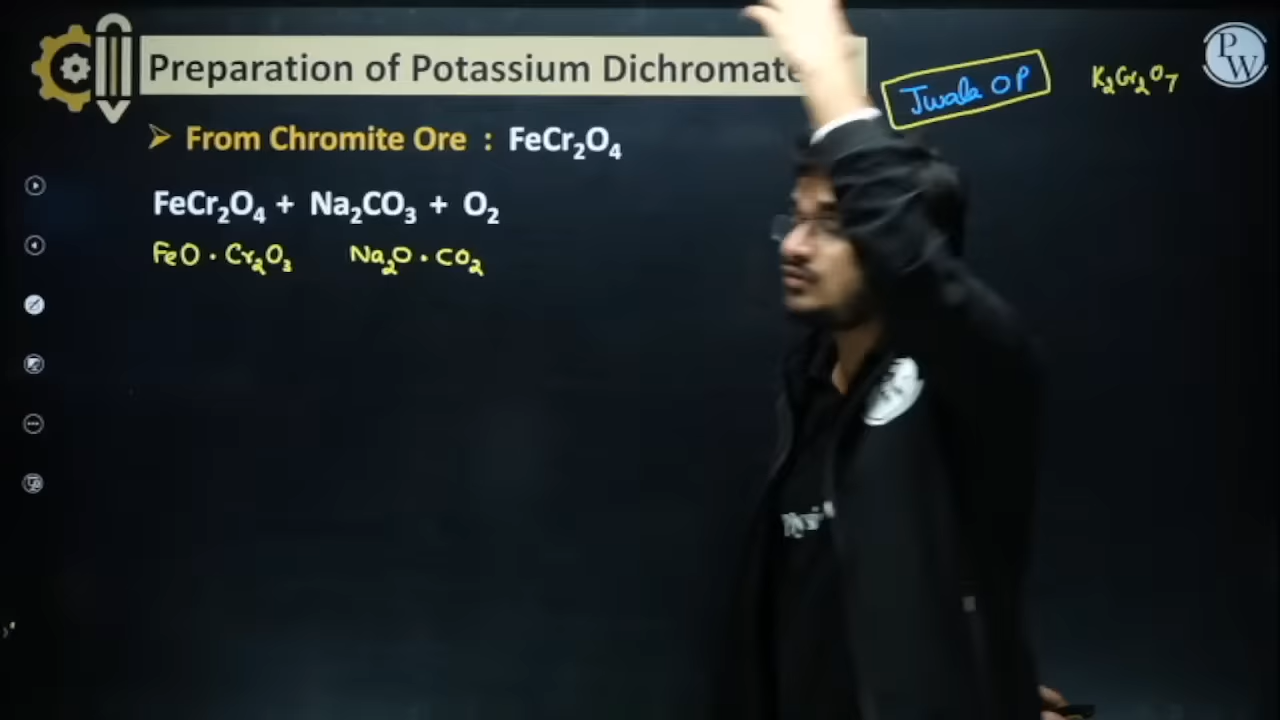 Preparation of Potassium Dichromate
Jwala OP
K₂Cr₂O₇
PW
➢ From Chromite Ore : FeCr₂O₄
FeCr₂O₄ + Na₂CO₃ + O₂
FeO · Cr₂O₃ Na₂O · CO₂